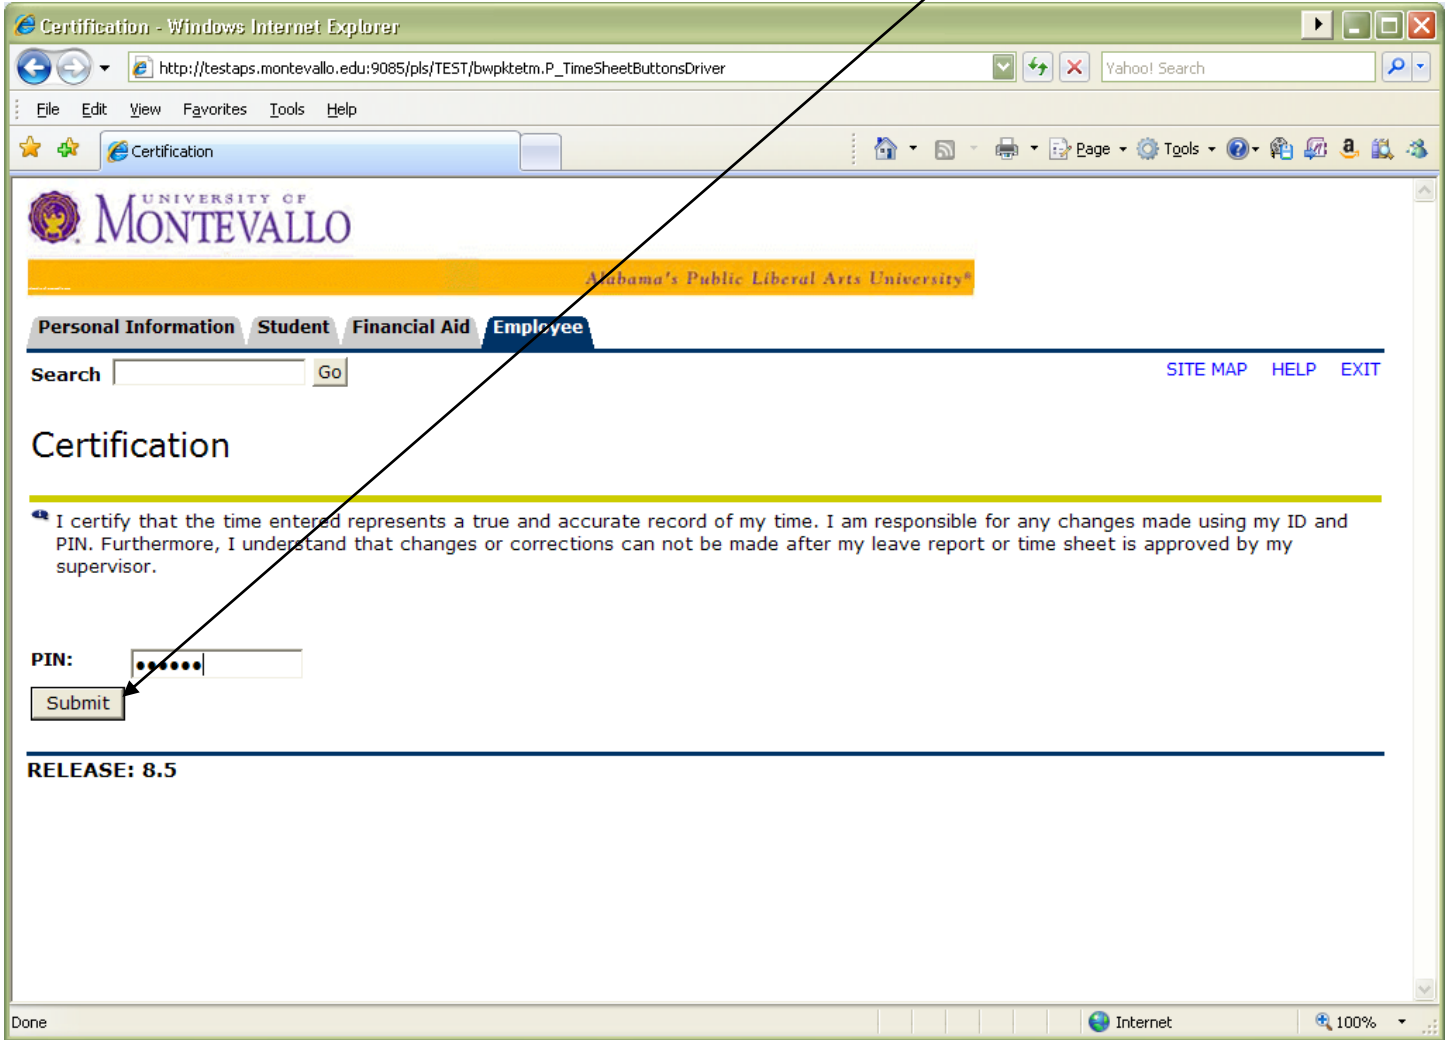 Certification - Windows Internet Explorer
http://testaps.montevallo.edu:9085/pls/TEST/bwpktetm.P_TimeSheetButtonsDriver
Yahoo! Search
File Edit View Favorites Tools Help
Certification
Page Tools
UNIVERSITY OF
MONTEVALLO
Alabama's Public Liberal Arts University®
Personal Information Student Financial Aid Employee
Search Go SITE MAP HELP EXIT
Certification
I certify that the time entered represents a true and accurate record of my time. I am responsible for any changes made using my ID and
PIN. Furthermore, I understand that changes or corrections can not be made after my leave report or time sheet is approved by my
supervisor.
PIN: ••••••
Submit
RELEASE: 8.5
Done Internet 100%